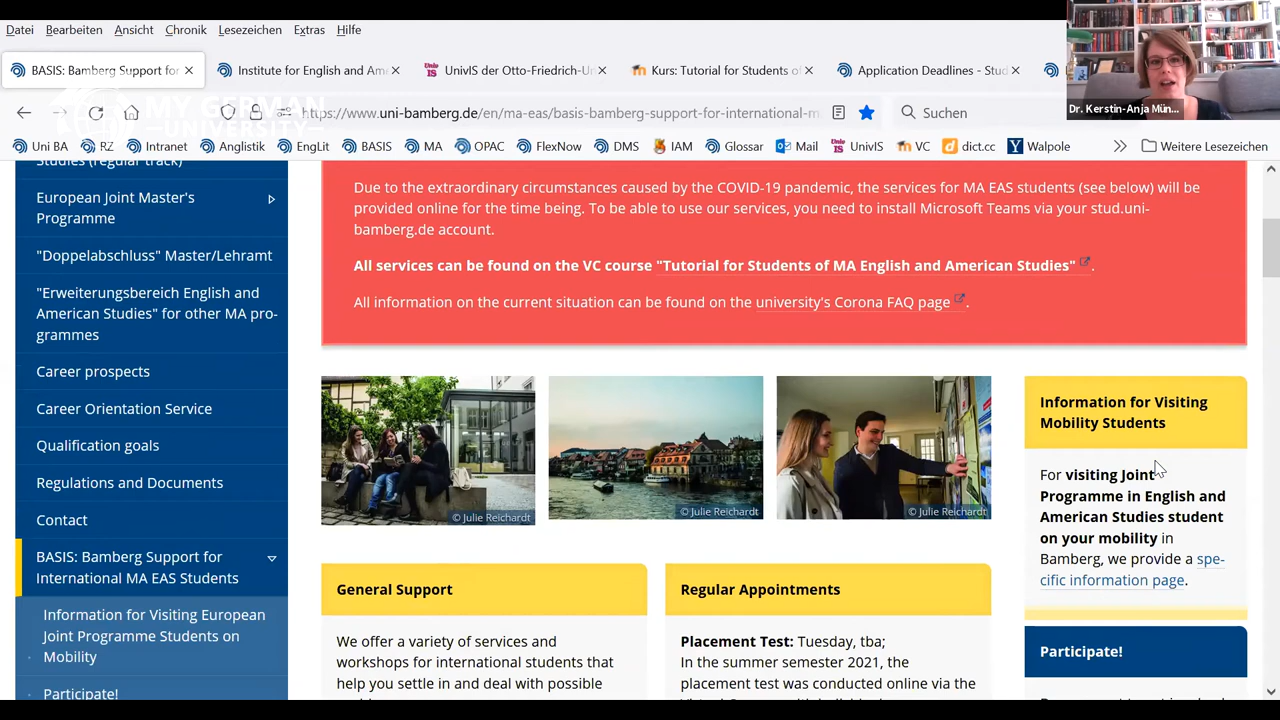 Datei Bearbeiten Ansicht Chronik Lesezeichen Extras Hilfe
BASIS: Bamberg Support for
Institute for English and Am
UnivIS der Otto-Friedrich-Un
Kurs: Tutorial for Students of
Application Deadlines - Stud
MY GERMAN
UNIVERSITY
https://www.uni-bamberg.de/en/ma-eas/basis-bamberg-support-for-international-m
Suchen
Dr. Kerstin-Anja Mün...
Uni BA RZ Intranet Anglistik EngLit BASIS MA OPAC FlexNow DMS IAM Glossar Mail UnivIS VC dict.cc Walpole Weitere Lesezeichen
Studies (regular track)
European Joint Master's
Programme
"Doppelabschluss" Master/Lehramt
"Erweiterungsbereich English and
American Studies" for other MA pro-
grammes
Career prospects
Career Orientation Service
Qualification goals
Regulations and Documents
Contact
BASIS: Bamberg Support for
International MA EAS Students
Information for Visiting European
Joint Programme Students on
Mobility
Participate!
Due to the extraordinary circumstances caused by the COVID-19 pandemic, the services for MA EAS students (see below) will be
provided online for the time being. To be able to use our services, you need to install Microsoft Teams via your stud.uni-
bamberg.de account.
All services can be found on the VC course "Tutorial for Students of MA English and American Studies" .
All information on the current situation can be found on the university's Corona FAQ page .
© Julie Reichardt
© Julie Reichardt
© Julie Reichardt
General Support
We offer a variety of services and
workshops for international students that
help you settle in and deal with possible
Regular Appointments
Placement Test: Tuesday, tba;
In the summer semester 2021, the
placement test was conducted online via the
Information for Visiting
Mobility Students
For visiting Joint
Programme in English and
American Studies student
on your mobility in
Bamberg, we provide a spe-
cific information page.
Participate!